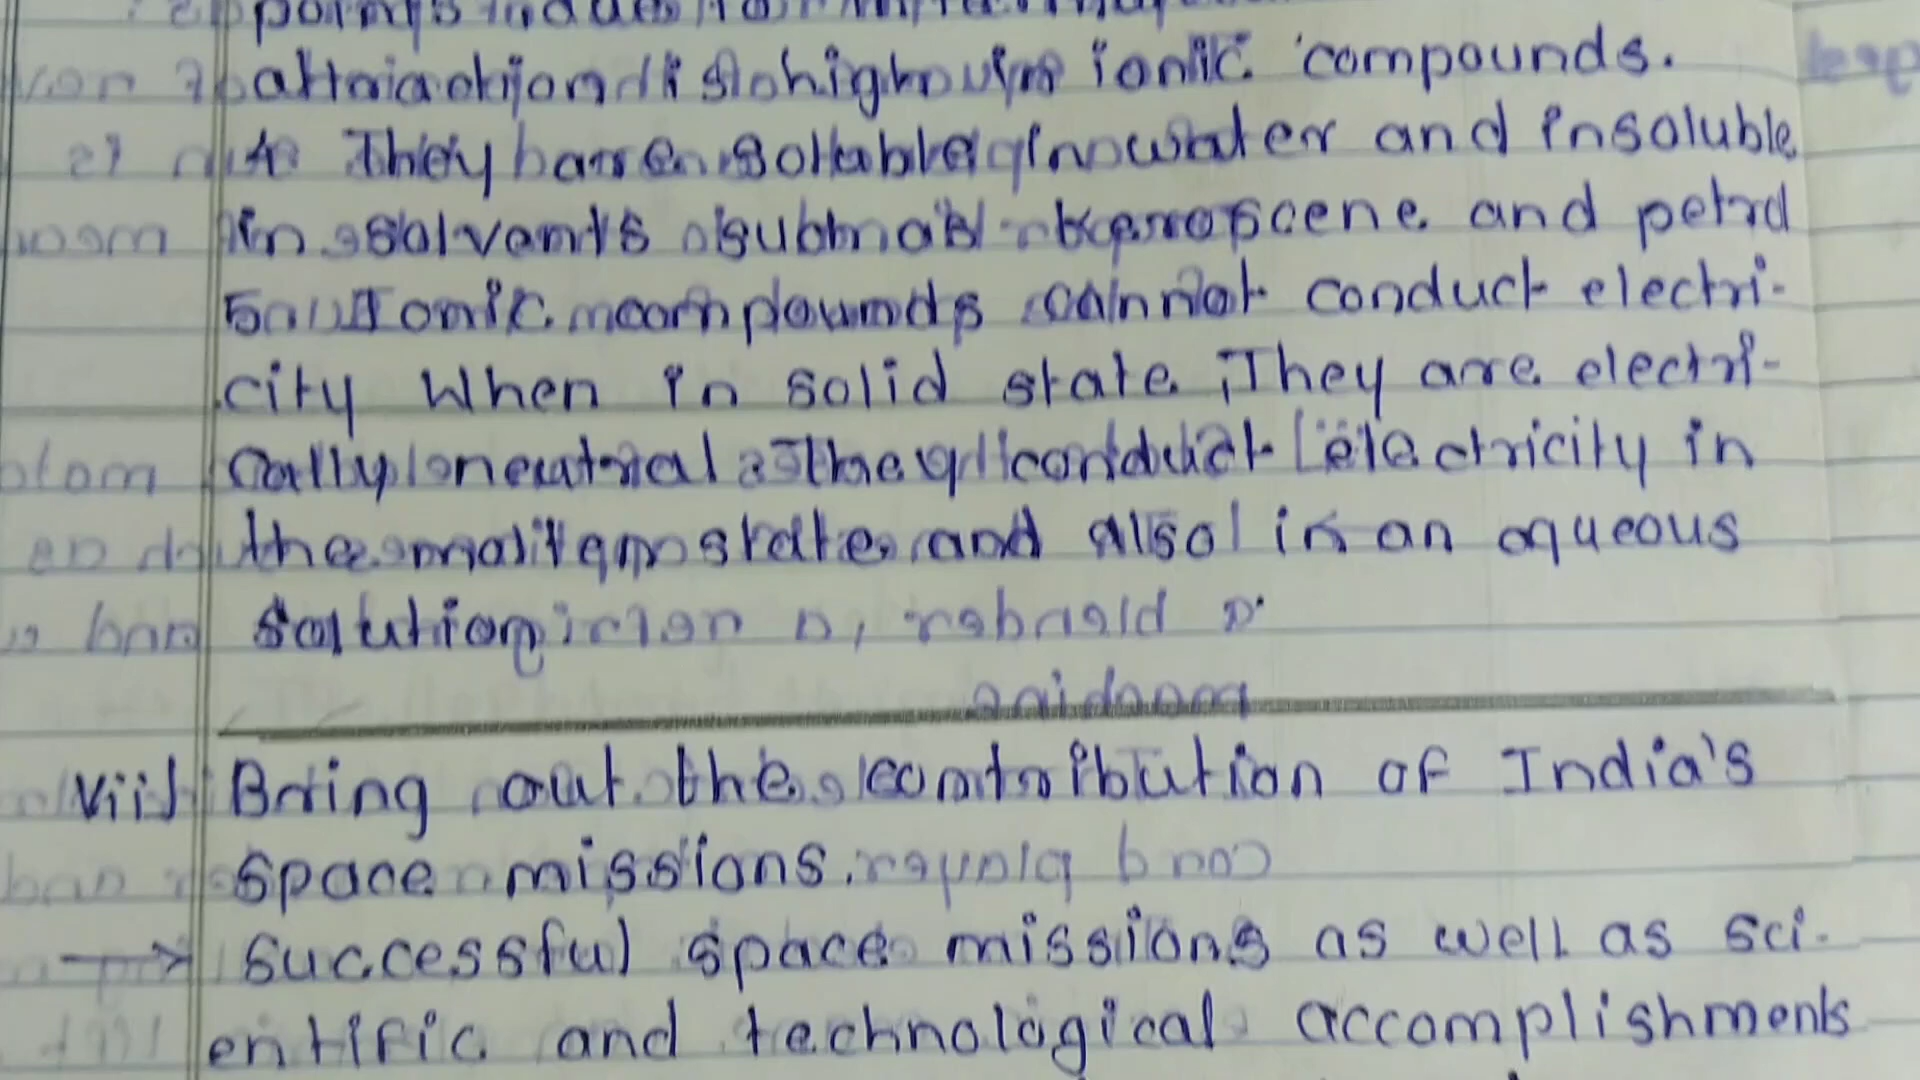 attraction is high in ionic compounds.
4. They are soluble in water and insoluble
in solvents such as kerosene and petrol
5. Ionic compounds cannot conduct electri-
city when in solid state. They are electri-
cally neutral. They conduct electricity in
the molten state and also in an aqueous
solution
viii) Bring out the contribution of India's
space missions.
→ Successful space missions as well as sci-
entific and technological accomplishments